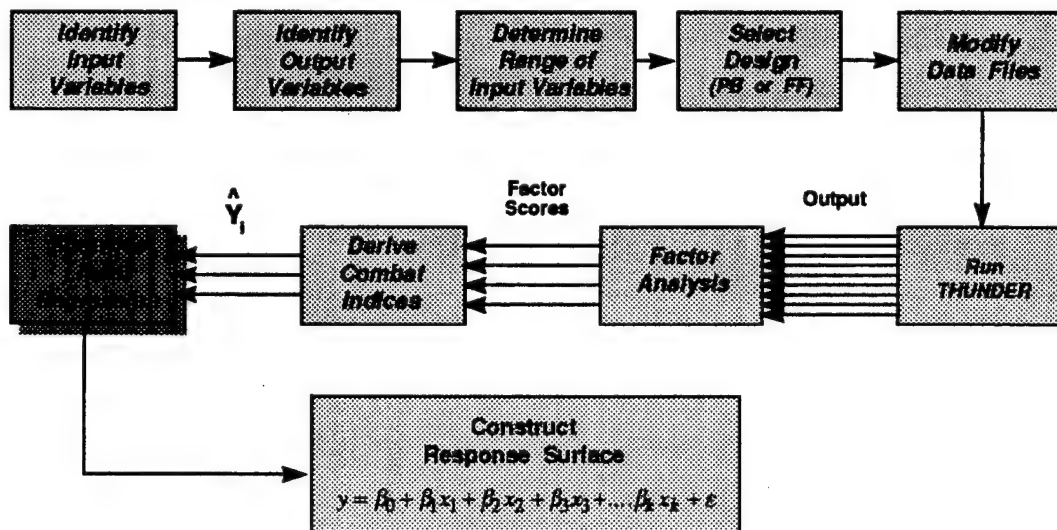 Identify
Input
Variables
Identify
Output
Variables
Determine
Range of
Input Variables
Select
Design
(PB or FF)
Modify
Data Files
Run
THUNDER
Output
Factor
Analysis
Factor
Scores
Derive
Combat
Indices
Ŷi
Construct
Response Surface
y = β0 + β1x1 + β2x2 + β3x3 + ....βkxk + ε